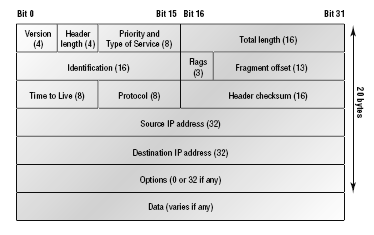 Bit 0 Bit 15 Bit 16 Bit 31
Version (4) Header length (4) Priority and Type of Service (8) Total length (16)
Identification (16) Flags (3) Fragment offset (13)
Time to Live (8) Protocol (8) Header checksum (16)
Source IP address (32)
Destination IP address (32)
Options (0 or 32 if any)
Data (varies if any)
20 bytes